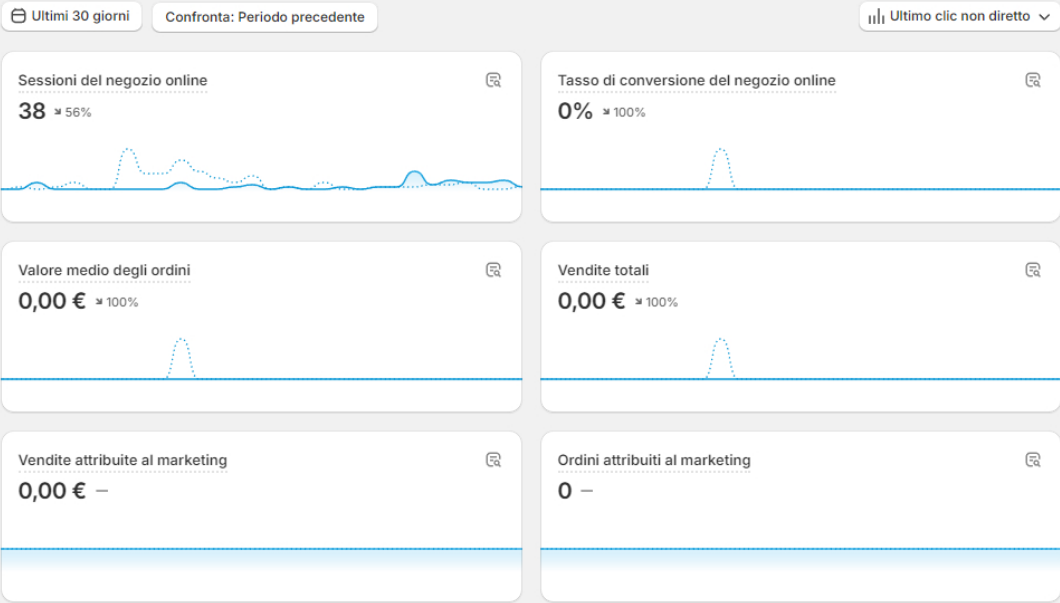 Ultimi 30 giorni
Confronta: Periodo precedente
Ultimo clic non diretto
Sessioni del negozio online
38 ↘ 56%
Tasso di conversione del negozio online
0% ↘ 100%
Valore medio degli ordini
0,00 € ↘ 100%
Vendite totali
0,00 € ↘ 100%
Vendite attribuite al marketing
0,00 € —
Ordini attribuiti al marketing
0 —